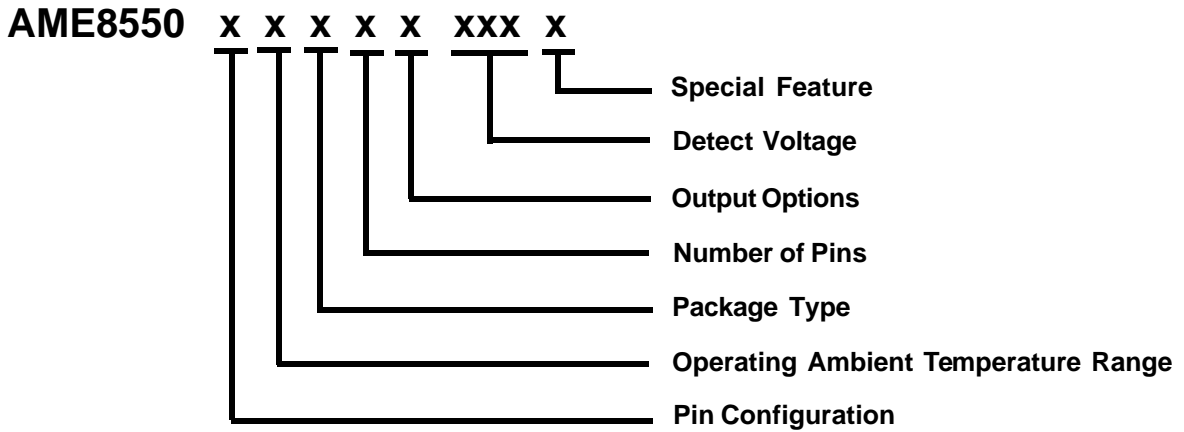 AME8550 x x x x x xxx x
Special Feature
Detect Voltage
Output Options
Number of Pins
Package Type
Operating Ambient Temperature Range
Pin Configuration